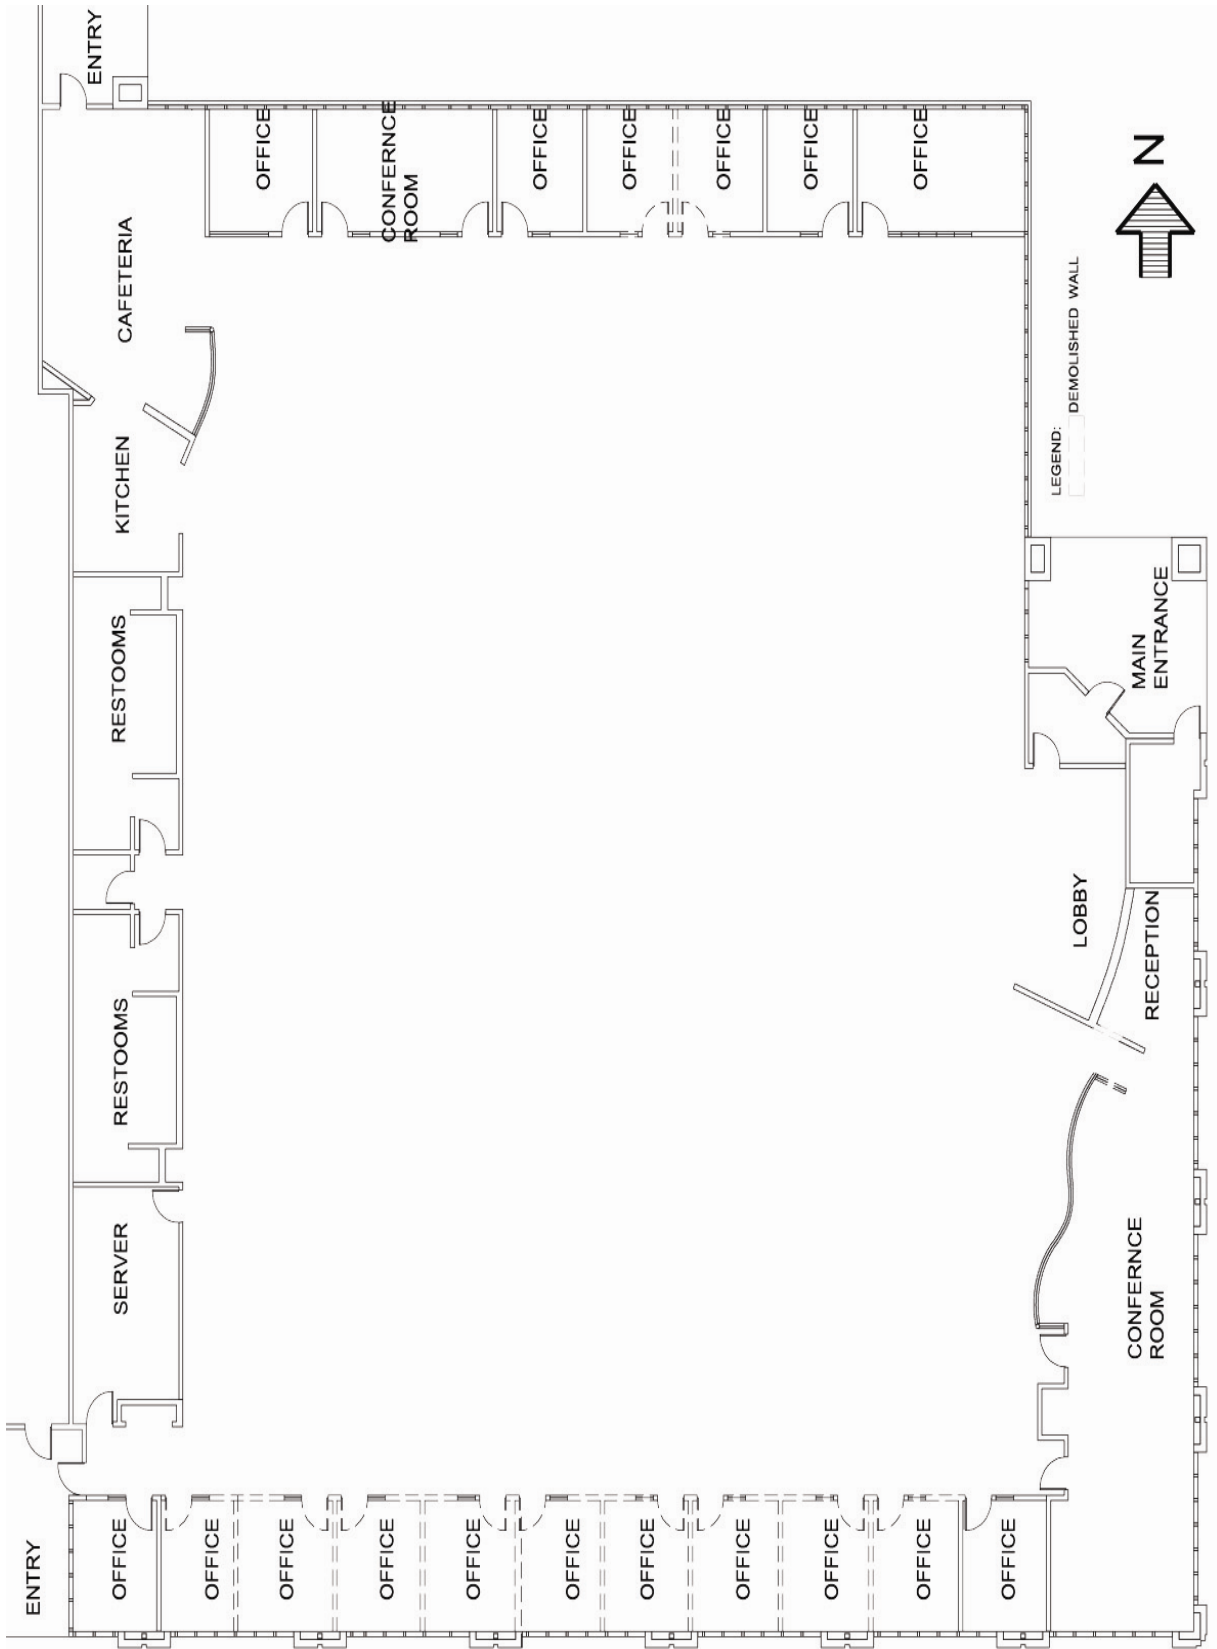 ENTRY
OFFICE
CONFERNCE
ROOM
OFFICE
OFFICE
OFFICE
OFFICE
OFFICE
N
CAFETERIA
KITCHEN
LEGEND:
DEMOLISHED WALL
RESTOOMS
MAIN
ENTRANCE
LOBBY
RECEPTION
RESTOOMS
SERVER
CONFERNCE
ROOM
ENTRY
OFFICE
OFFICE
OFFICE
OFFICE
OFFICE
OFFICE
OFFICE
OFFICE
OFFICE
OFFICE
OFFICE